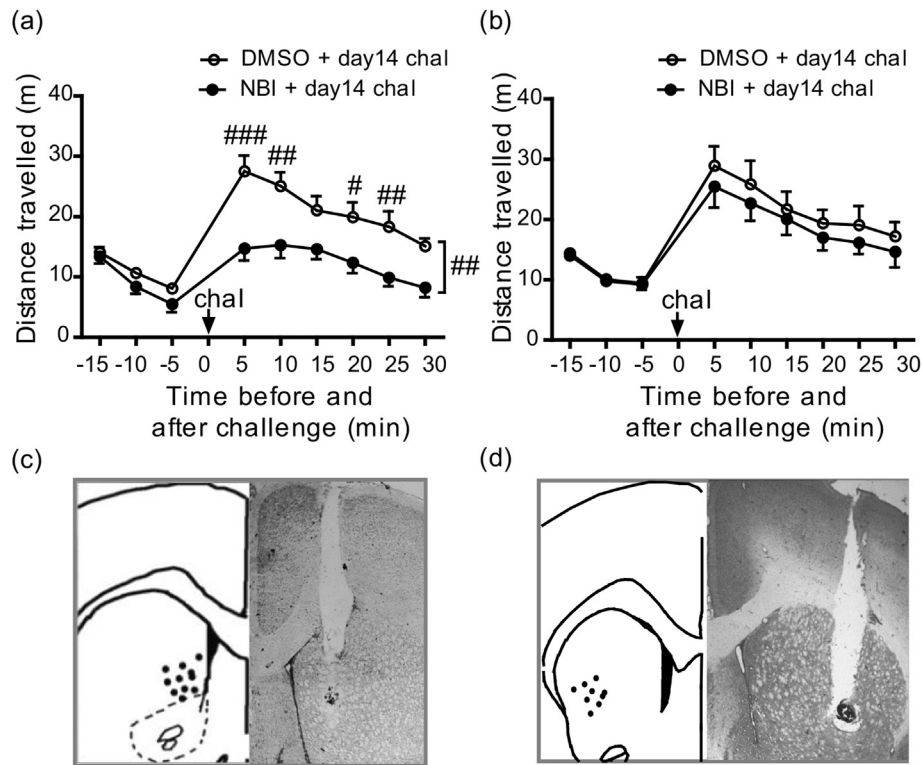 (a)
DMSO + day14 chal
NBI + day14 chal
Distance travelled (m)
40
30
20
10
0
###
##
#
##
##
chal
-15 -10 -5 0 5 10 15 20 25 30
Time before and
after challenge (min)
(b)
DMSO + day14 chal
NBI + day14 chal
Distance travelled (m)
40
30
20
10
0
chal
-15 -10 -5 0 5 10 15 20 25 30
Time before and
after challenge (min)
(c)
(d)